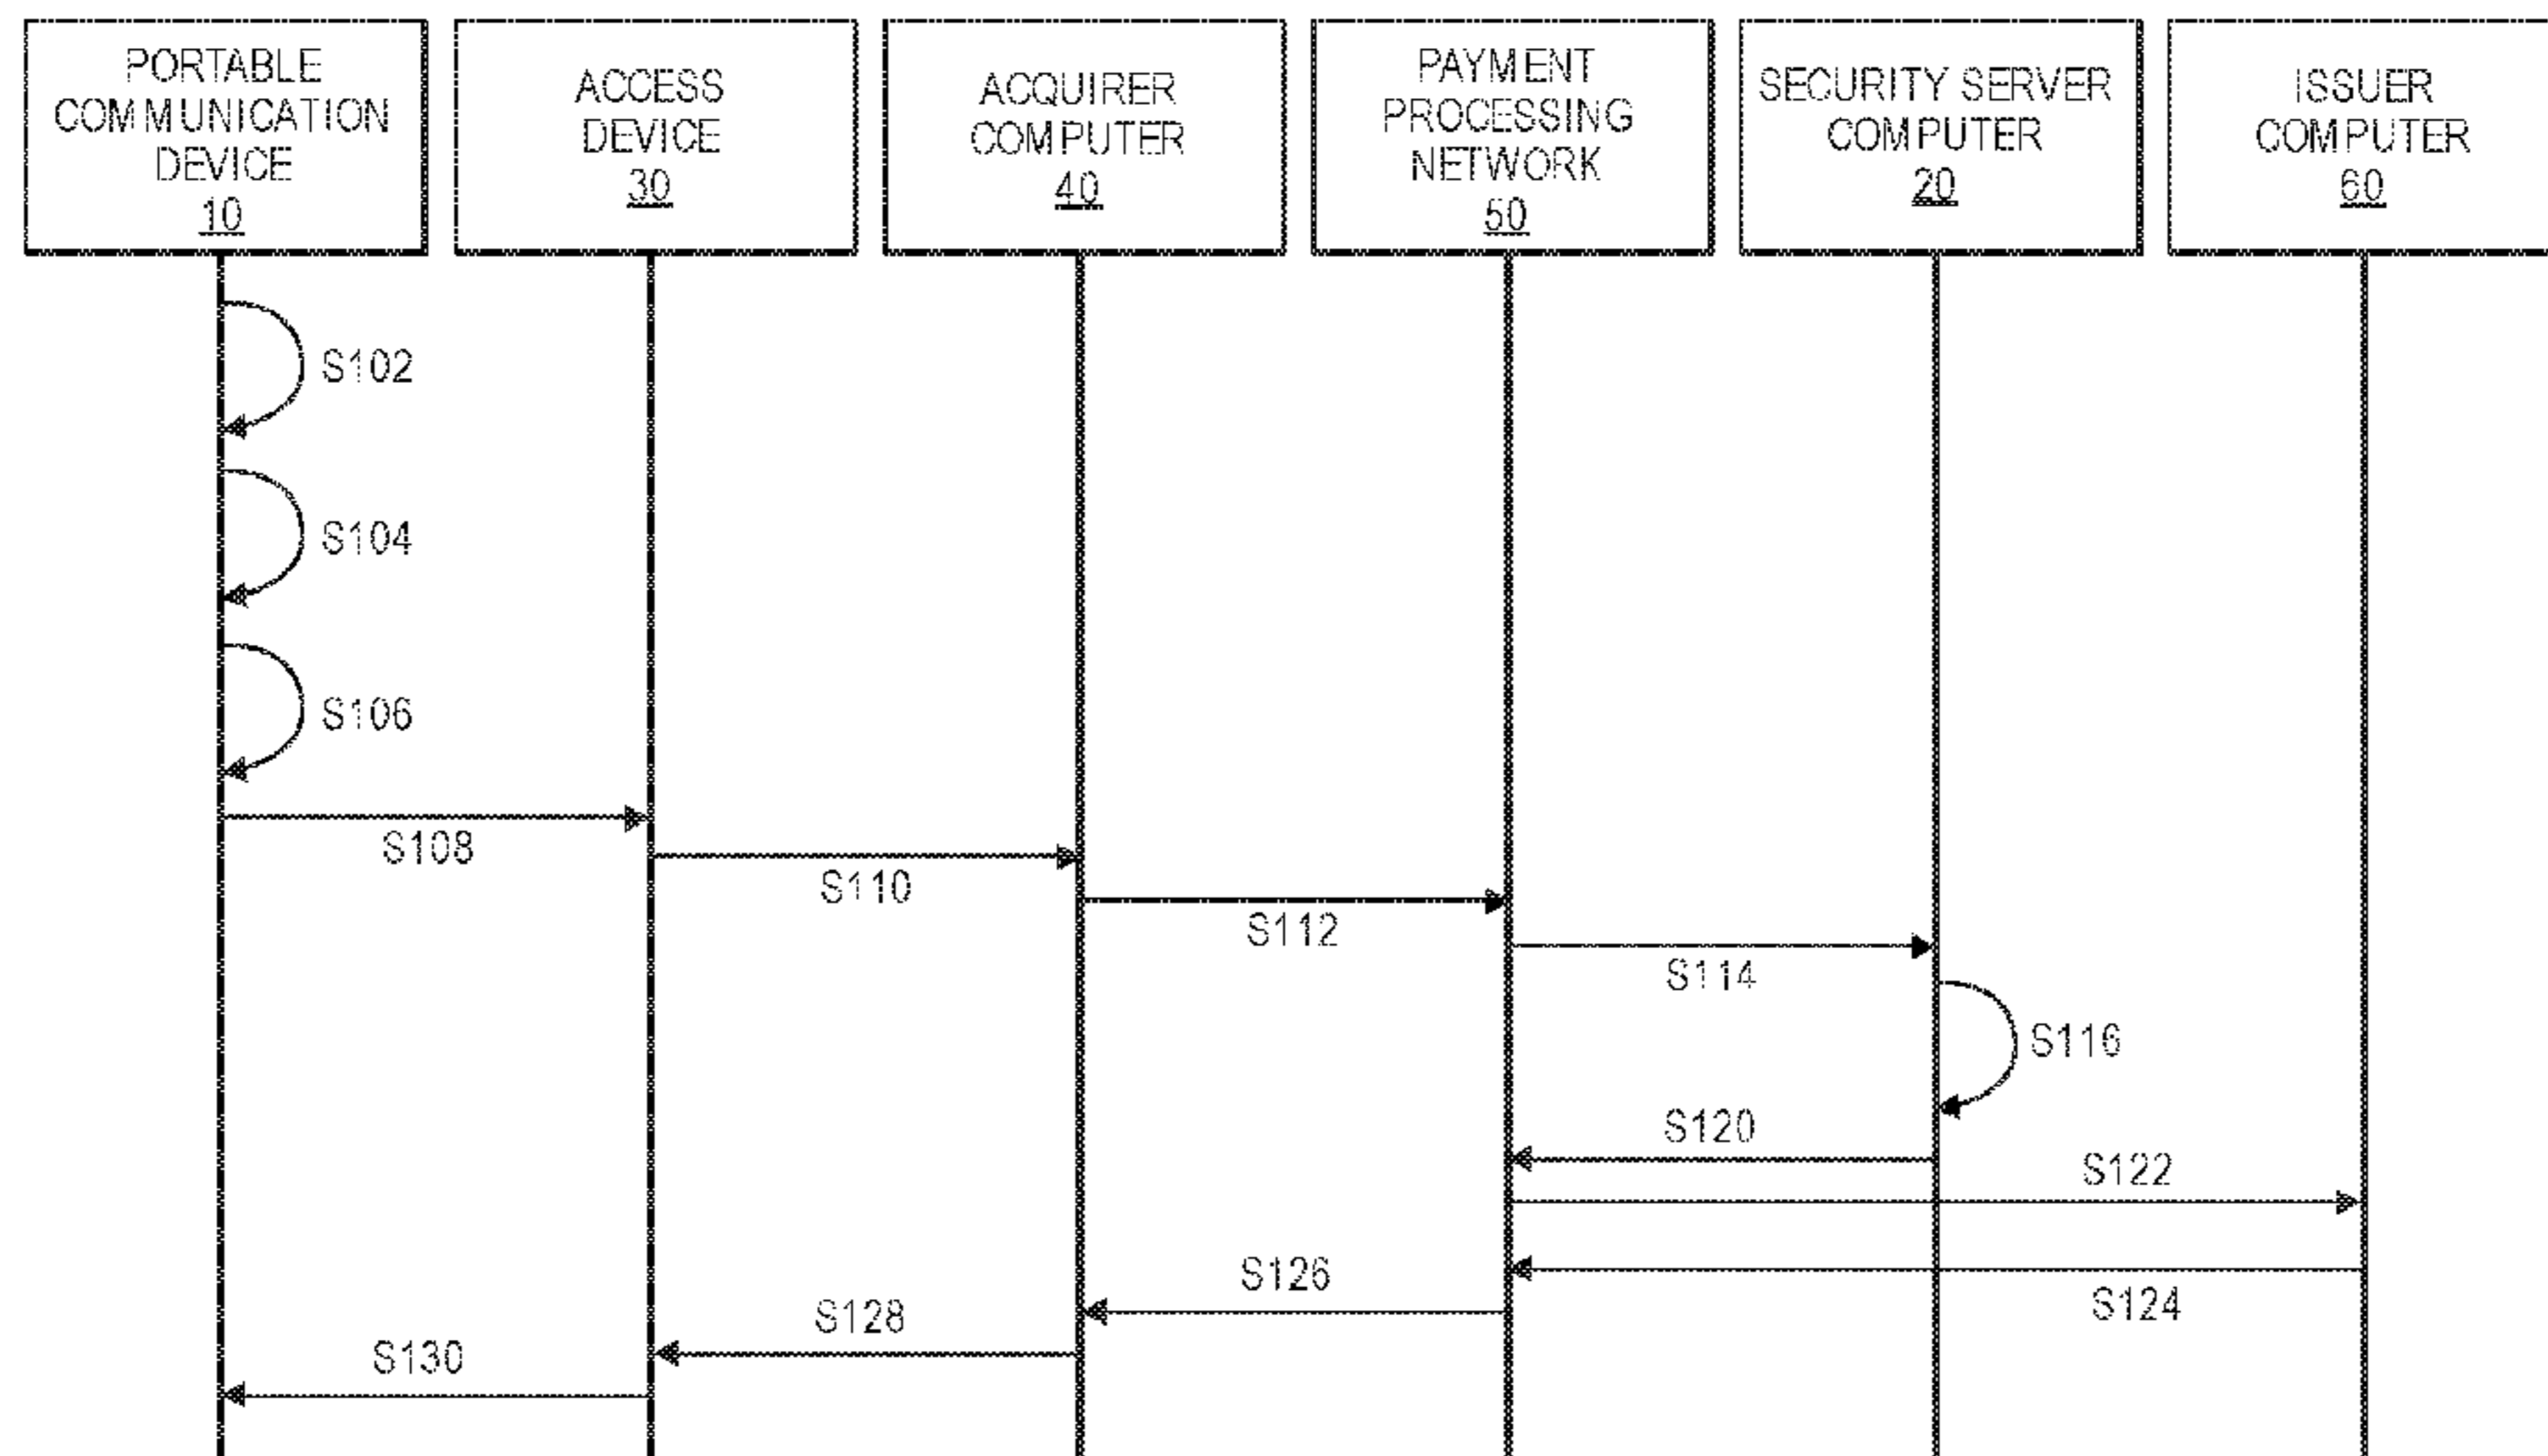 PORTABLE
COMMUNICATION
DEVICE
10
ACCESS
DEVICE
30
ACQUIRER
COMPUTER
40
PAYMENT
PROCESSING
NETWORK
50
SECURITY SERVER
COMPUTER
20
ISSUER
COMPUTER
60
S102
S104
S106
S108
S110
S112
S114
S116
S120
S122
S124
S126
S128
S130